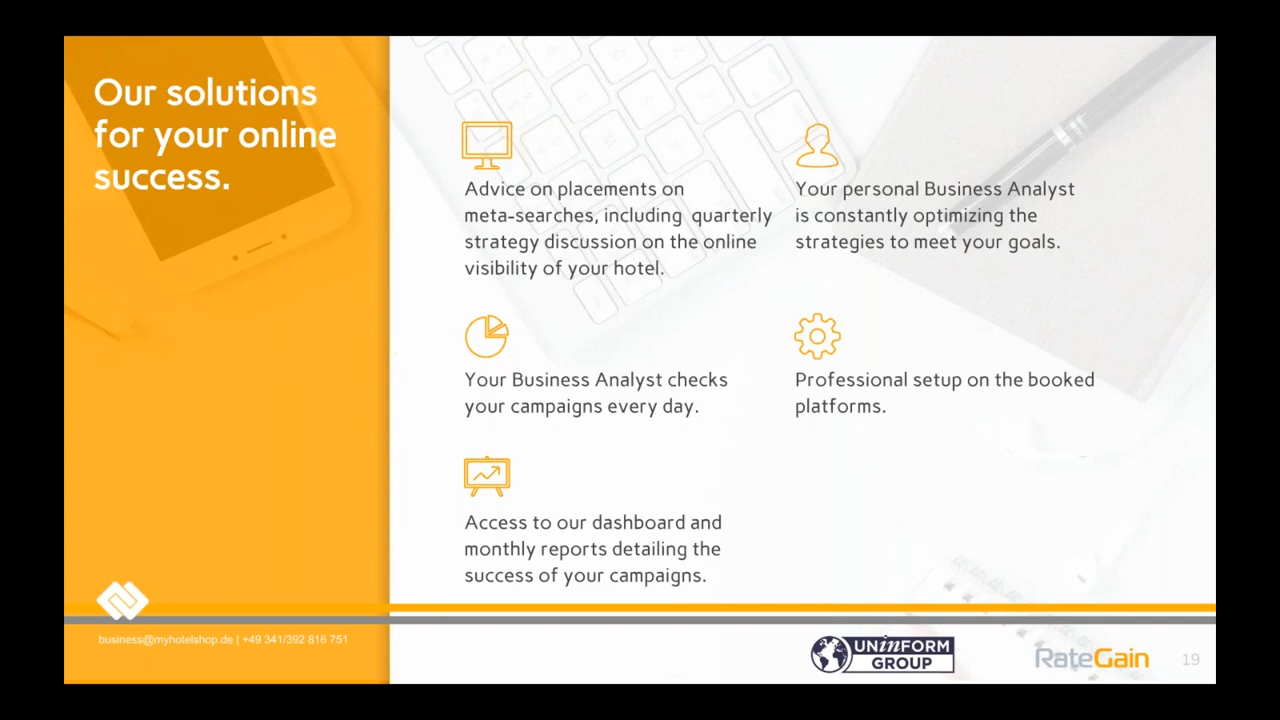 Our solutions
for your online
success.
Advice on placements on
meta-searches, including quarterly
strategy discussion on the online
visibility of your hotel.
Your personal Business Analyst
is constantly optimizing the
strategies to meet your goals.
Your Business Analyst checks
your campaigns every day.
Professional setup on the booked
platforms.
Access to our dashboard and
monthly reports detailing the
success of your campaigns.
business@myhotelshop.de | +49 341/392 816 751
UNinFORM
GROUP
RateGain
19